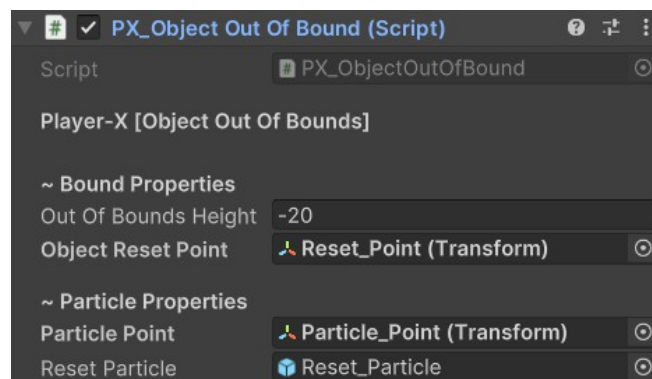 PX_Object Out Of Bound (Script)
Script PX_ObjectOutOfBound
Player-X [Object Out Of Bounds]
~ Bound Properties
Out Of Bounds Height -20
Object Reset Point Reset_Point (Transform)
~ Particle Properties
Particle Point Particle_Point (Transform)
Reset Particle Reset_Particle